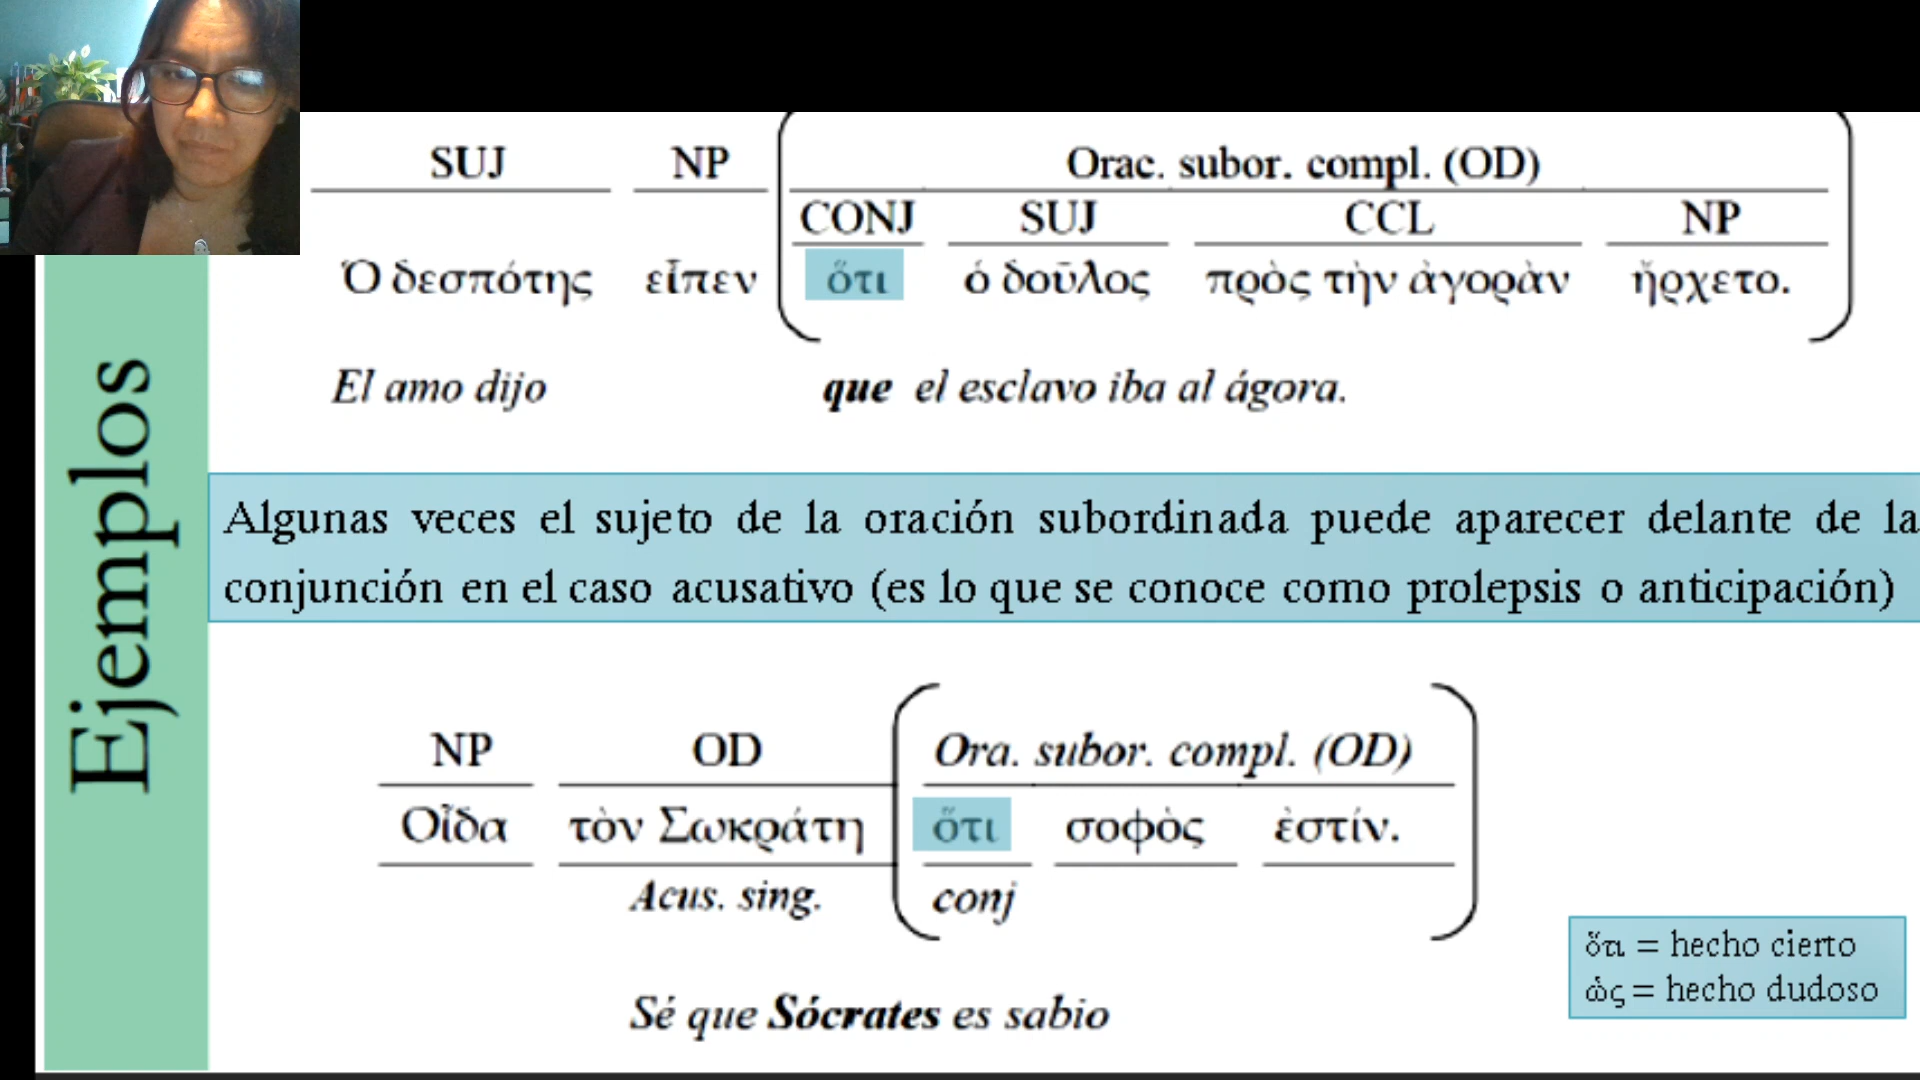 SUJ NP Orac. subor. compl. (OD)
CONJ SUJ CCL NP
Ὁ δεσπότης εἶπεν ὅτι ὁ δοῦλος πρὸς τὴν ἀγορὰν ἤρχετο.
El amo dijo que el esclavo iba al ágora.
Ejemplos
Algunas veces el sujeto de la oración subordinada puede aparecer delante de la
conjunción en el caso acusativo (es lo que se conoce como prolepsis o anticipación)
NP OD Ora. subor. compl. (OD)
Οἶδα τὸν Σωκράτη ὅτι σοφὸς ἐστίν.
Acus. sing. conj
Sé que Sócrates es sabio
ὅτι = hecho cierto
ὡς = hecho dudoso